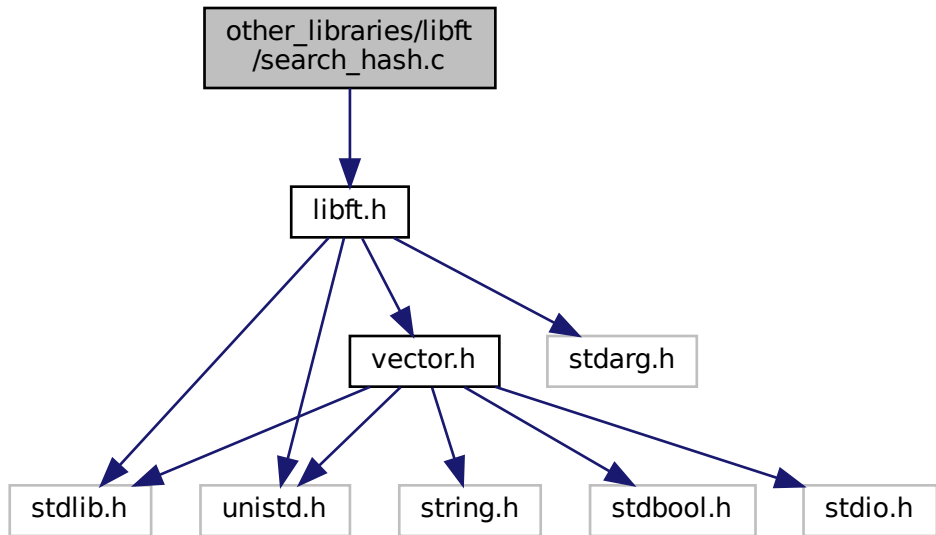 other_libraries/libft
/search_hash.c
libft.h
vector.h
stdarg.h
stdlib.h
unistd.h
string.h
stdbool.h
stdio.h